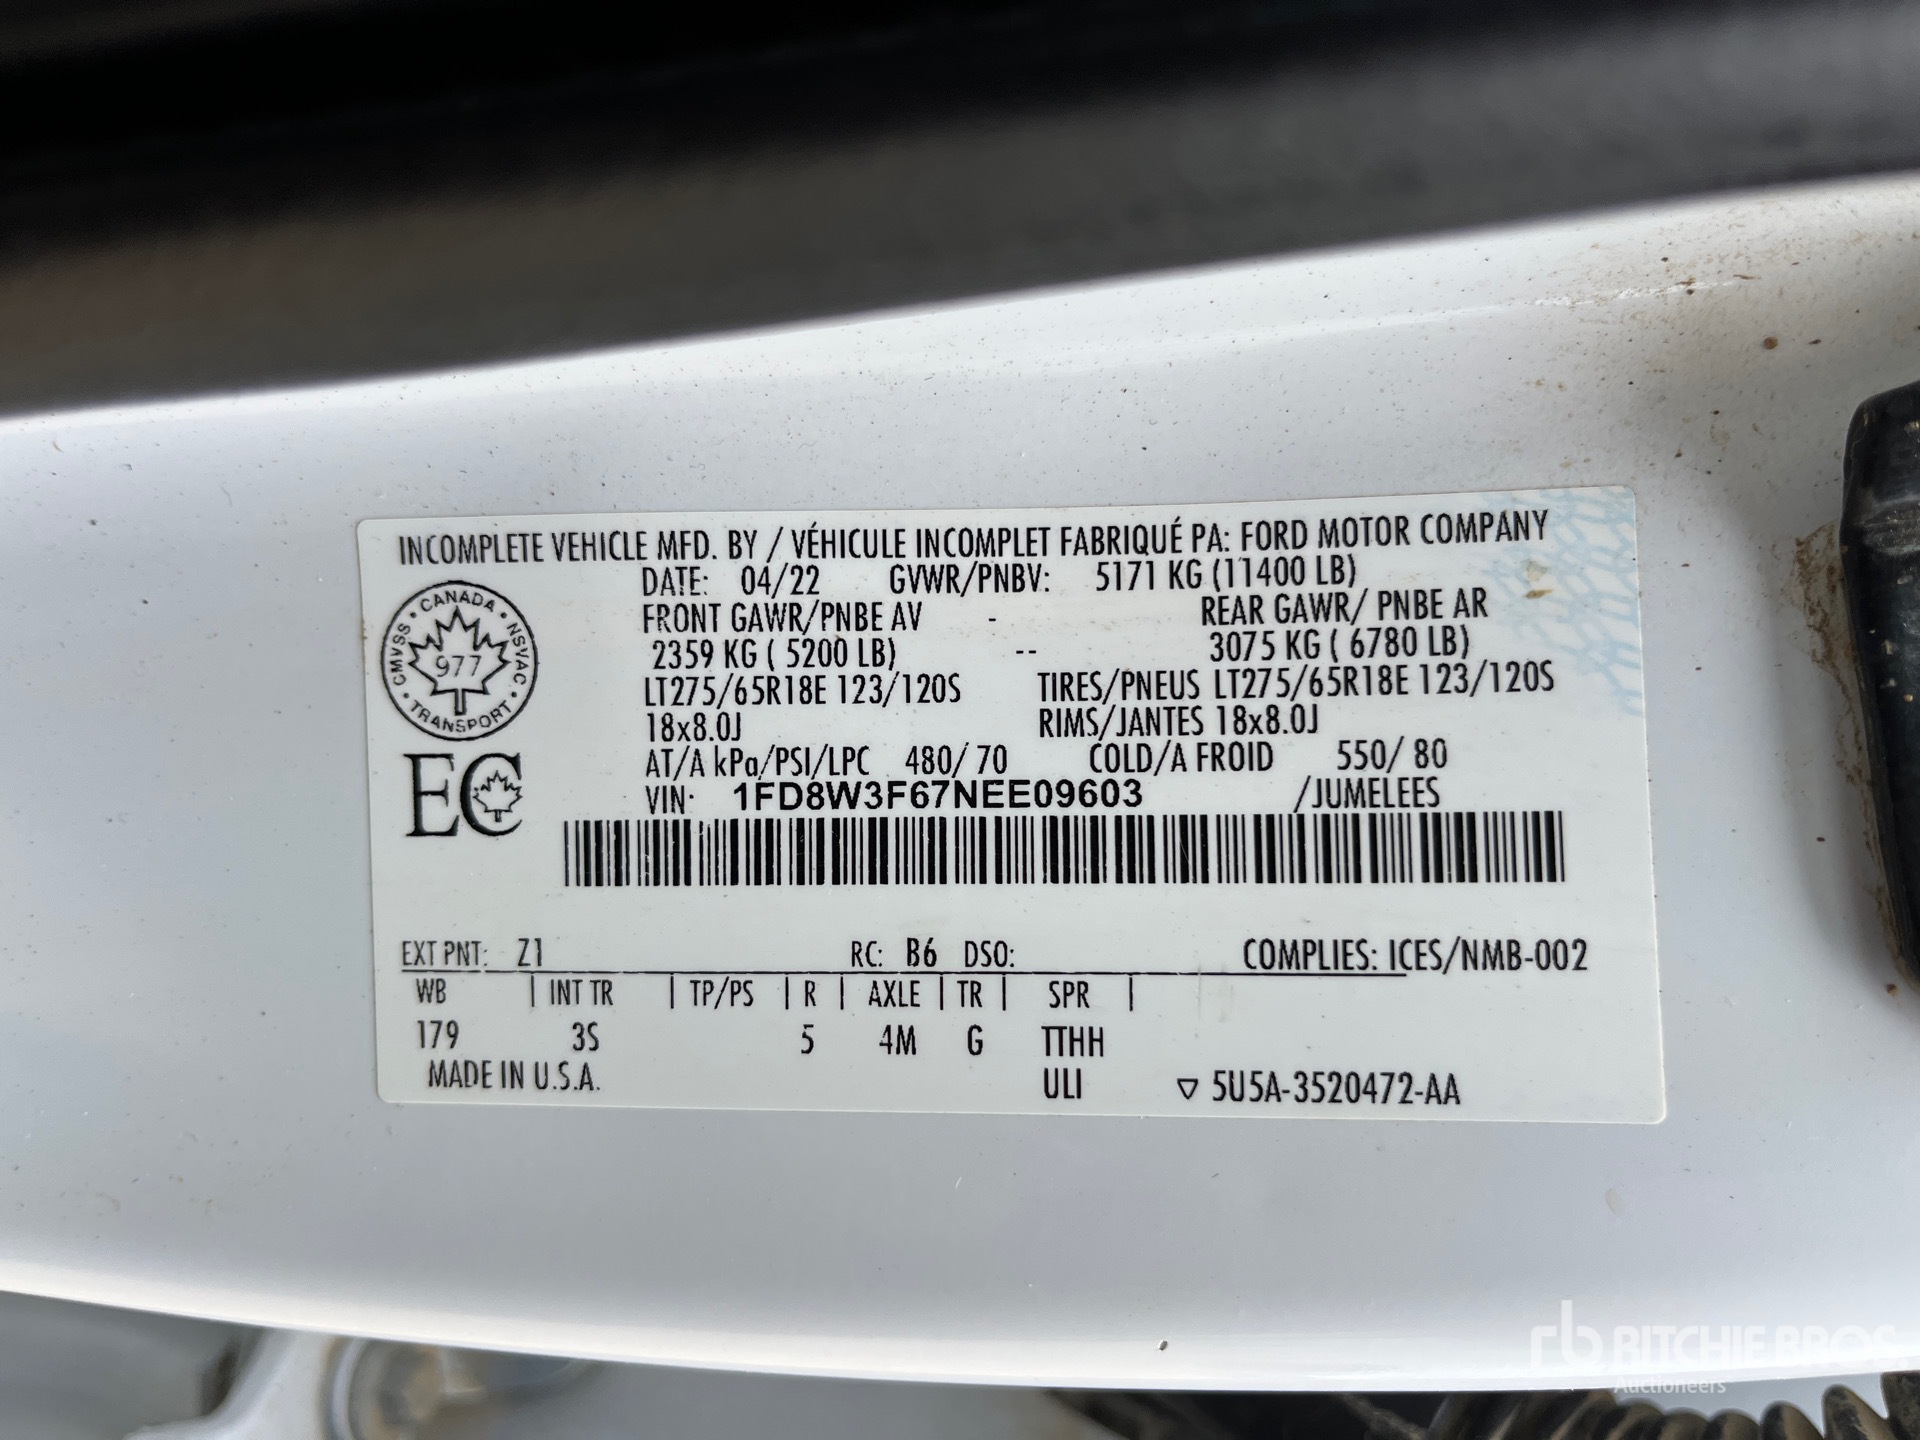 INCOMPLETE VEHICLE MFD. BY / VÉHICULE INCOMPLET FABRIQUÉ PA: FORD MOTOR COMPANY
DATE: 04/22 GVWR/PNBV: 5171 KG (11400 LB)
FRONT GAWR/PNBE AV - REAR GAWR/ PNBE AR
2359 KG ( 5200 LB) -- 3075 KG ( 6780 LB)
LT275/65R18E 123/120S TIRES/PNEUS LT275/65R18E 123/120S
18x8.0J RIMS/JANTES 18x8.0J
AT/A kPa/PSI/LPC 480/ 70 COLD/A FROID 550/ 80
VIN: 1FD8W3F67NEE09603 /JUMELEES
CANADA
CMVSS · NSVAC
977
TRANSPORT
EC
EXT PNT: Z1 RC: B6 DSO: COMPLIES: ICES/NMB-002
WB | INT TR | TP/PS | R | AXLE | TR | SPR |
179 3S 5 4M G TTHH
MADE IN U.S.A. ULI ▽ 5U5A-3520472-AA
rb RITCHIE BROS
Auctioneers